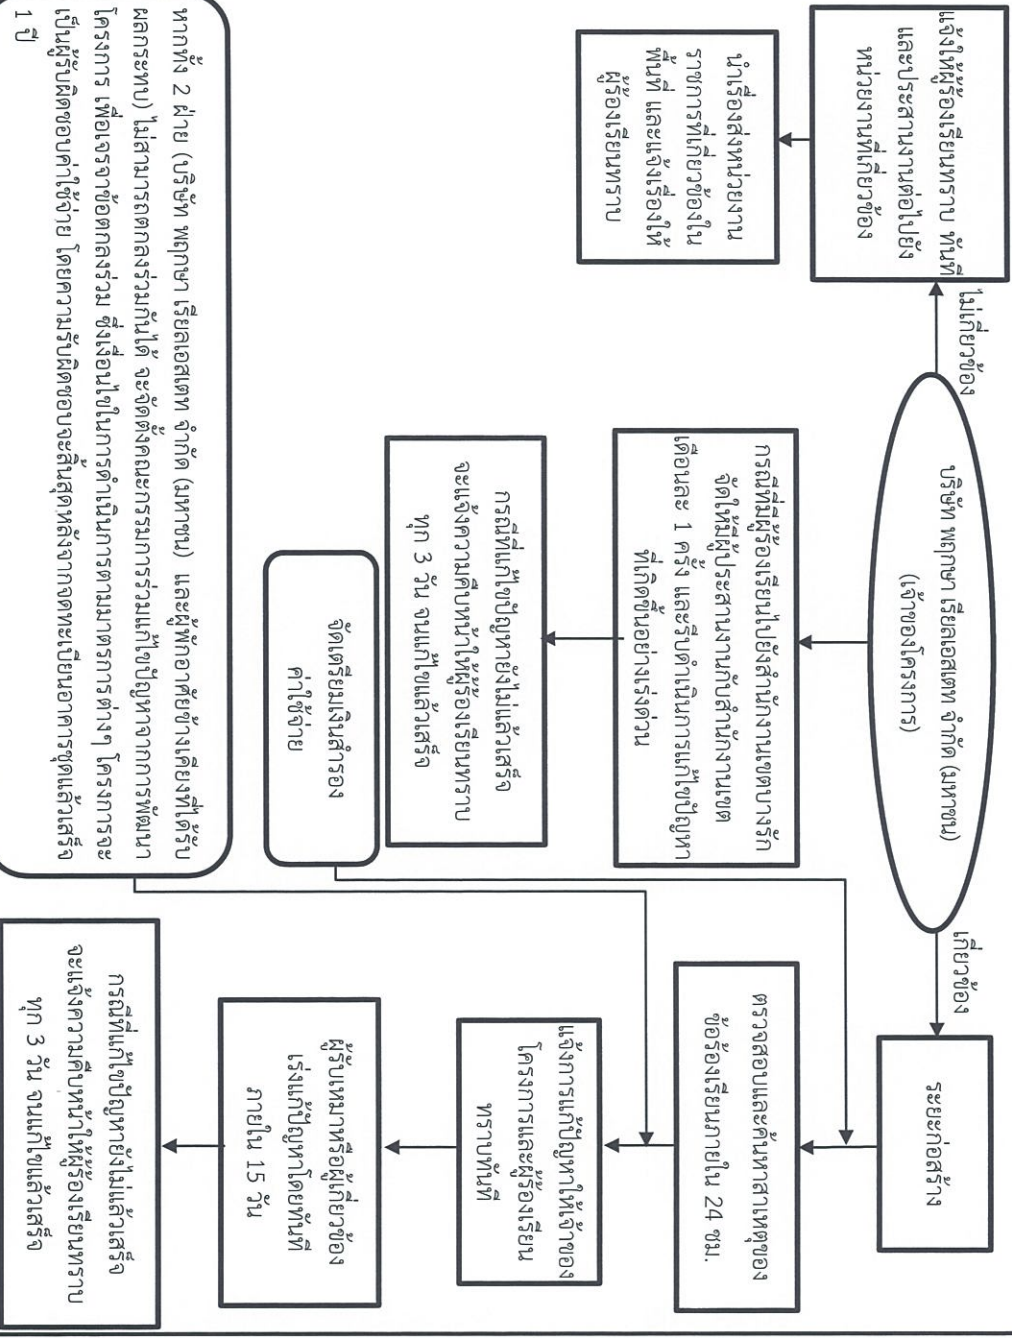 บริษัท พฤกษา เรียลเอสเตท จำกัด (มหาชน)
(เจ้าของโครงการ)
ไม่เกี่ยวข้อง
เกี่ยวข้อง
แจ้งให้ผู้ร้องเรียนทราบ ทันที
และประสานงานต่อไปยัง
หน่วยงานที่เกี่ยวข้อง
นำเรื่องส่งหน่วยงาน
ราชการที่เกี่ยวข้องใน
พื้นที่ และแจ้งเรื่องให้
ผู้ร้องเรียนทราบ
กรณีที่มีผู้ร้องเรียนไปยังสำนักงานเขตบางรัก
จัดให้มีผู้ประสานงานกับสำนักงานเขต
เดือนละ 1 ครั้ง และรีบดำเนินการแก้ไขปัญหา
ที่เกิดขึ้นอย่างเร่งด่วน
กรณีที่แก้ไขปัญหายังไม่แล้วเสร็จ
จะแจ้งความคืบหน้าให้ผู้ร้องเรียนทราบ
ทุก 3 วัน จนแก้ไขแล้วเสร็จ
ระยะก่อสร้าง
ตรวจสอบและค้นหาสาเหตุของ
ข้อร้องเรียนภายใน 24 ชม.
แจ้งการแก้ปัญหาให้เจ้าของ
โครงการและผู้ร้องเรียน
ทราบทันที
ผู้รับเหมาหรือผู้เกี่ยวข้อง
เร่งแก้ปัญหาโดยทันที
ภายใน 15 วัน
กรณีที่แก้ไขปัญหายังไม่แล้วเสร็จ
จะแจ้งความคืบหน้าให้ผู้ร้องเรียนทราบ
ทุก 3 วัน จนแก้ไขแล้วเสร็จ
จัดเตรียมเงินสำรอง
ค่าใช้จ่าย
หากทั้ง 2 ฝ่าย (บริษัท พฤกษา เรียลเอสเตท จำกัด (มหาชน) และผู้พักอาศัยข้างเคียงที่ได้รับ
ผลกระทบ) ไม่สามารถตกลงร่วมกันได้ จะจัดตั้งคณะกรรมการร่วมแก้ไขปัญหาจากการพัฒนา
โครงการ เพื่อเจรจาข้อตกลงร่วม ซึ่งเงื่อนไขในการดำเนินการตามมาตรการต่างๆ โครงการจะ
เป็นผู้รับผิดชอบค่าใช้จ่าย โดยความรับผิดชอบจะสิ้นสุดหลังจากจดทะเบียนอาคารชุดแล้วเสร็จ
1 ปี